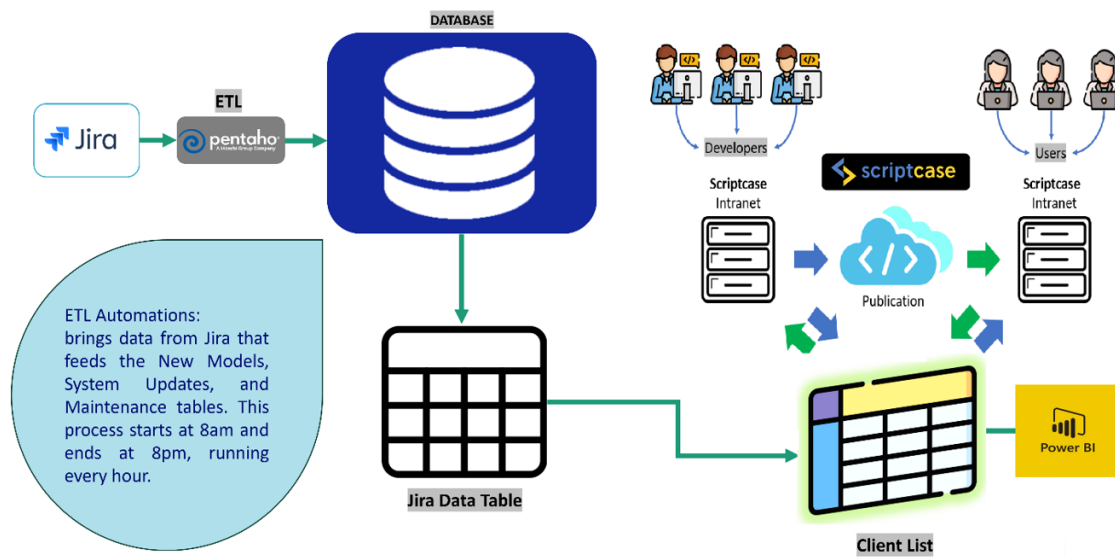 DATABASE
ETL
Jira
pentaho
A Hitachi Group Company
Developers
Users
scriptcase
Scriptcase
Intranet
Scriptcase
Intranet
</>
Publication
ETL Automations:
brings data from Jira that
feeds the New Models,
System Updates, and
Maintenance tables. This
process starts at 8am and
ends at 8pm, running
every hour.
Power BI
Jira Data Table
Client List